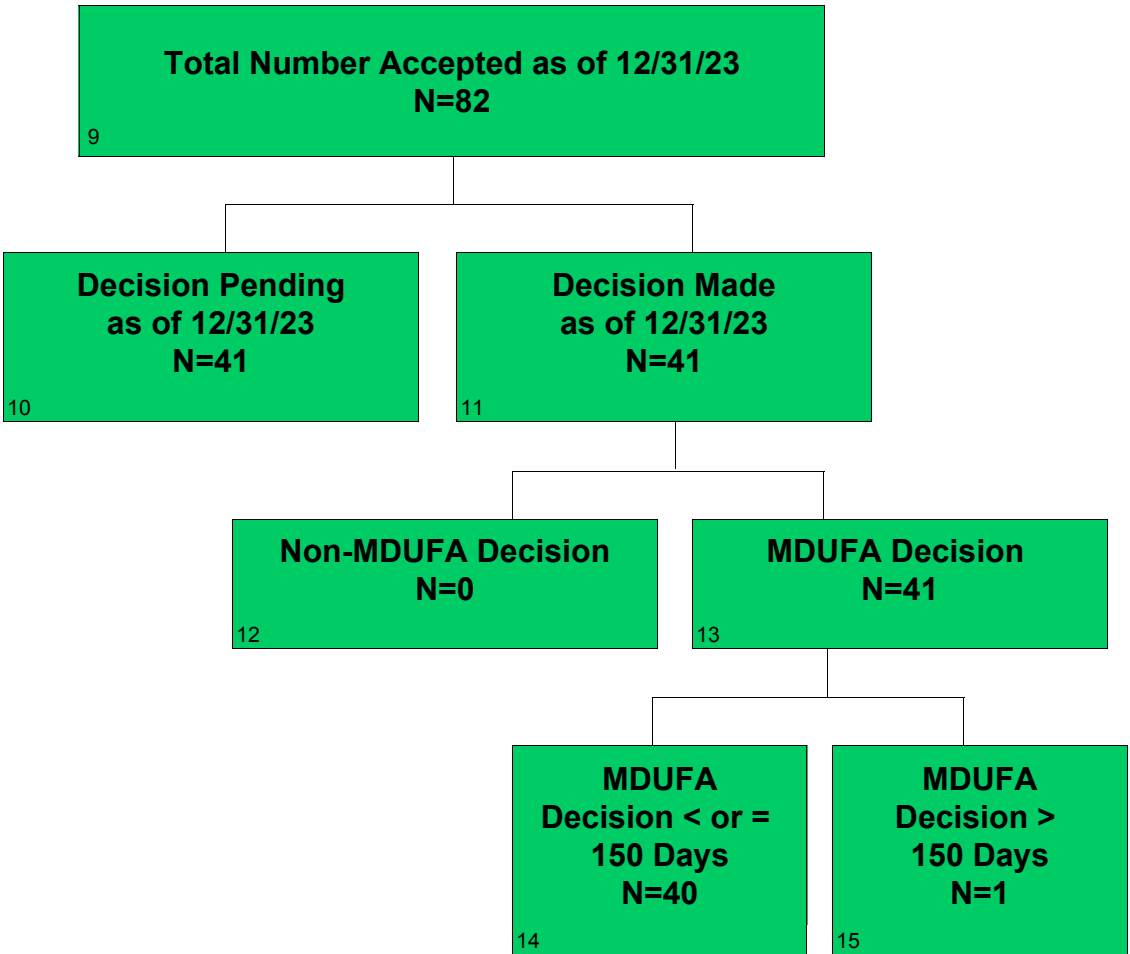 Total Number Accepted as of 12/31/23
N=82
9
Decision Pending
as of 12/31/23
N=41
10
Decision Made
as of 12/31/23
N=41
11
Non-MDUFA Decision
N=0
12
MDUFA Decision
N=41
13
MDUFA
Decision < or =
150 Days
N=40
14
MDUFA
Decision >
150 Days
N=1
15